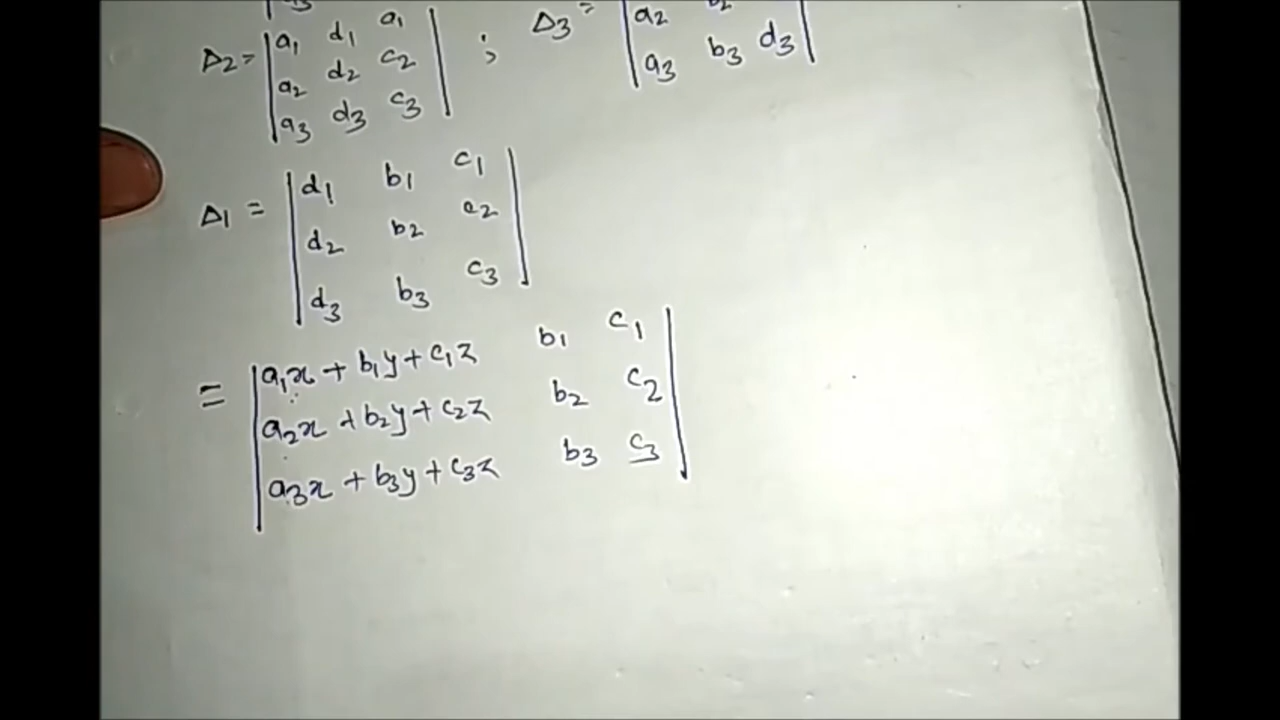 Δ2 = | a1 d1 a1 | ; Δ3 = | a2
| a2 d2 c2 | | a3 b3 d3 |
| a3 d3 c3 |
Δ1 = | d1 b1 c1 |
| d2 b2 c2 |
| d3 b3 c3 |
= | a1x + b1y + c1z b1 c1 |
| a2x + b2y + c2z b2 c2 |
| a3x + b3y + c3z b3 c3 |